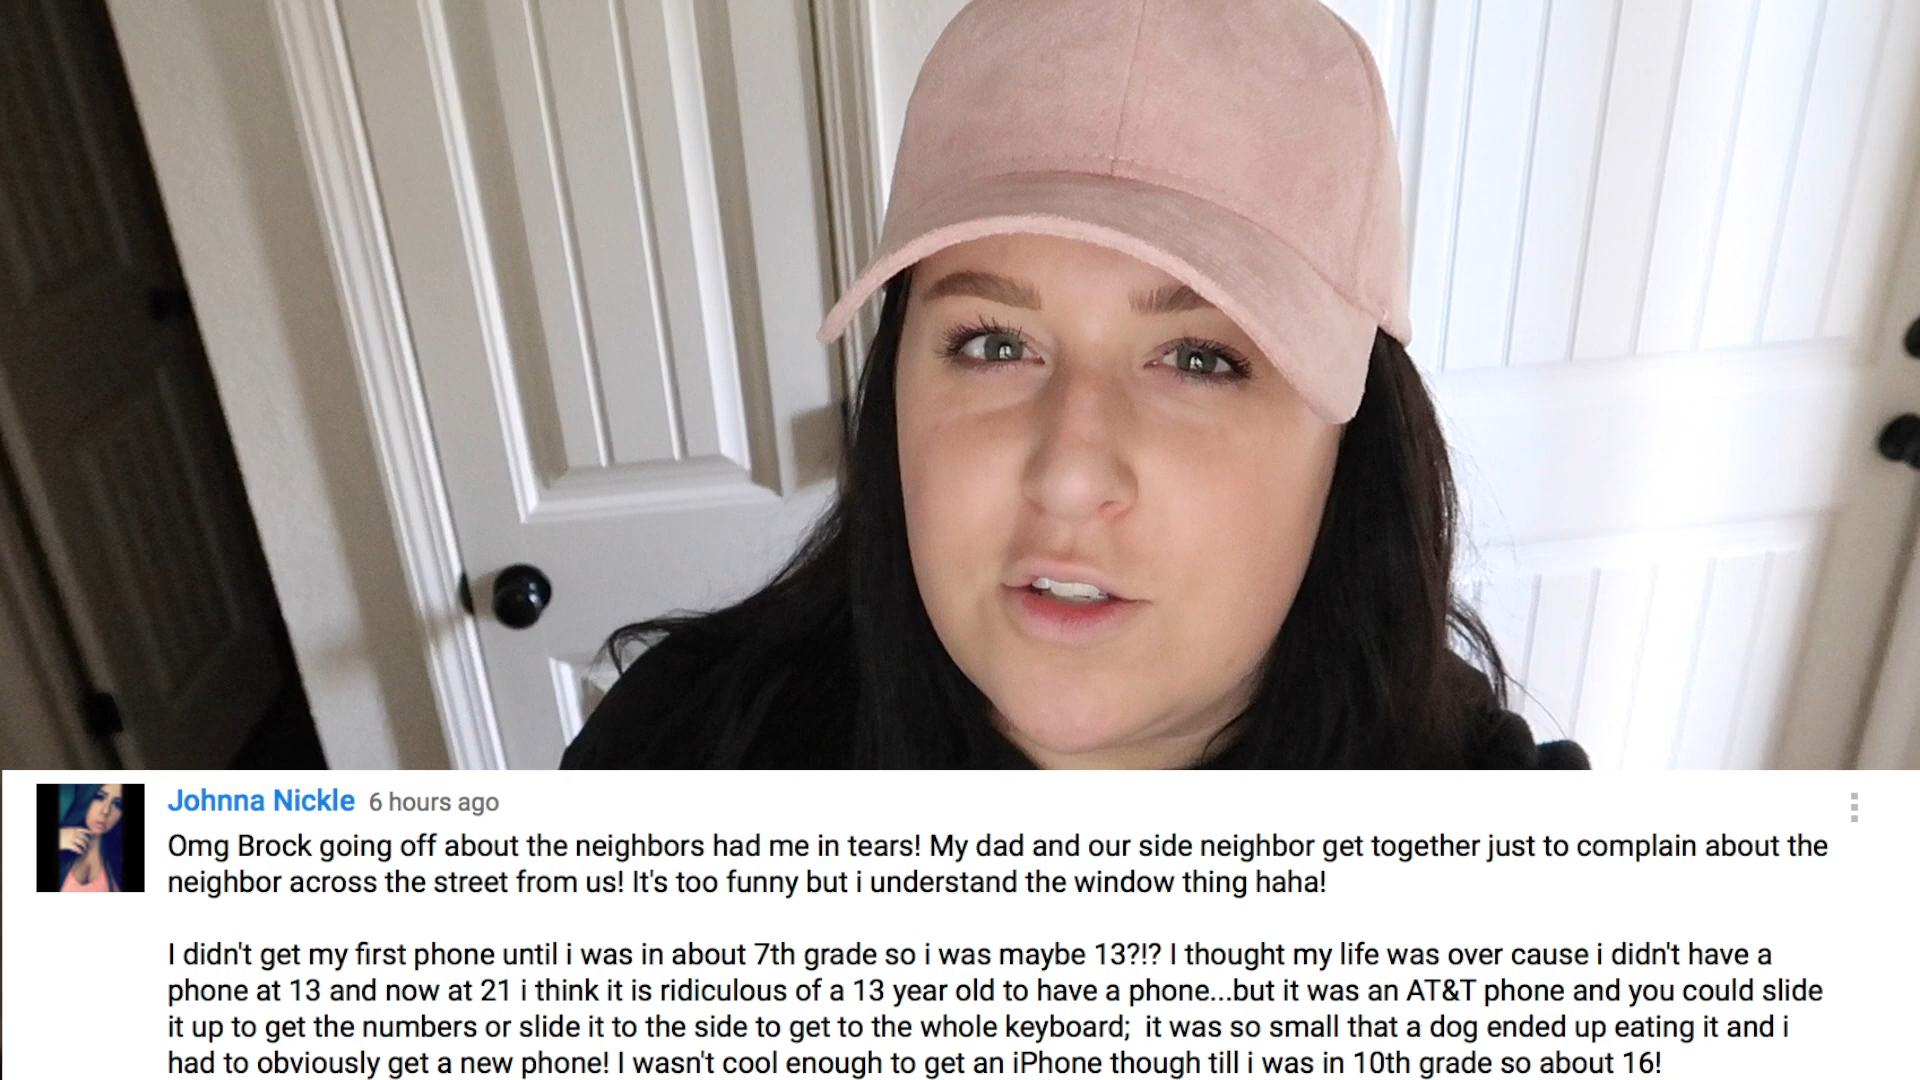 Johnna Nickle 6 hours ago
Omg Brock going off about the neighbors had me in tears! My dad and our side neighbor get together just to complain about the
neighbor across the street from us! It's too funny but i understand the window thing haha!
I didn't get my first phone until i was in about 7th grade so i was maybe 13?!? I thought my life was over cause i didn't have a
phone at 13 and now at 21 i think it is ridiculous of a 13 year old to have a phone...but it was an AT&T phone and you could slide
it up to get the numbers or slide it to the side to get to the whole keyboard;  it was so small that a dog ended up eating it and i
had to obviously get a new phone! I wasn't cool enough to get an iPhone though till i was in 10th grade so about 16!